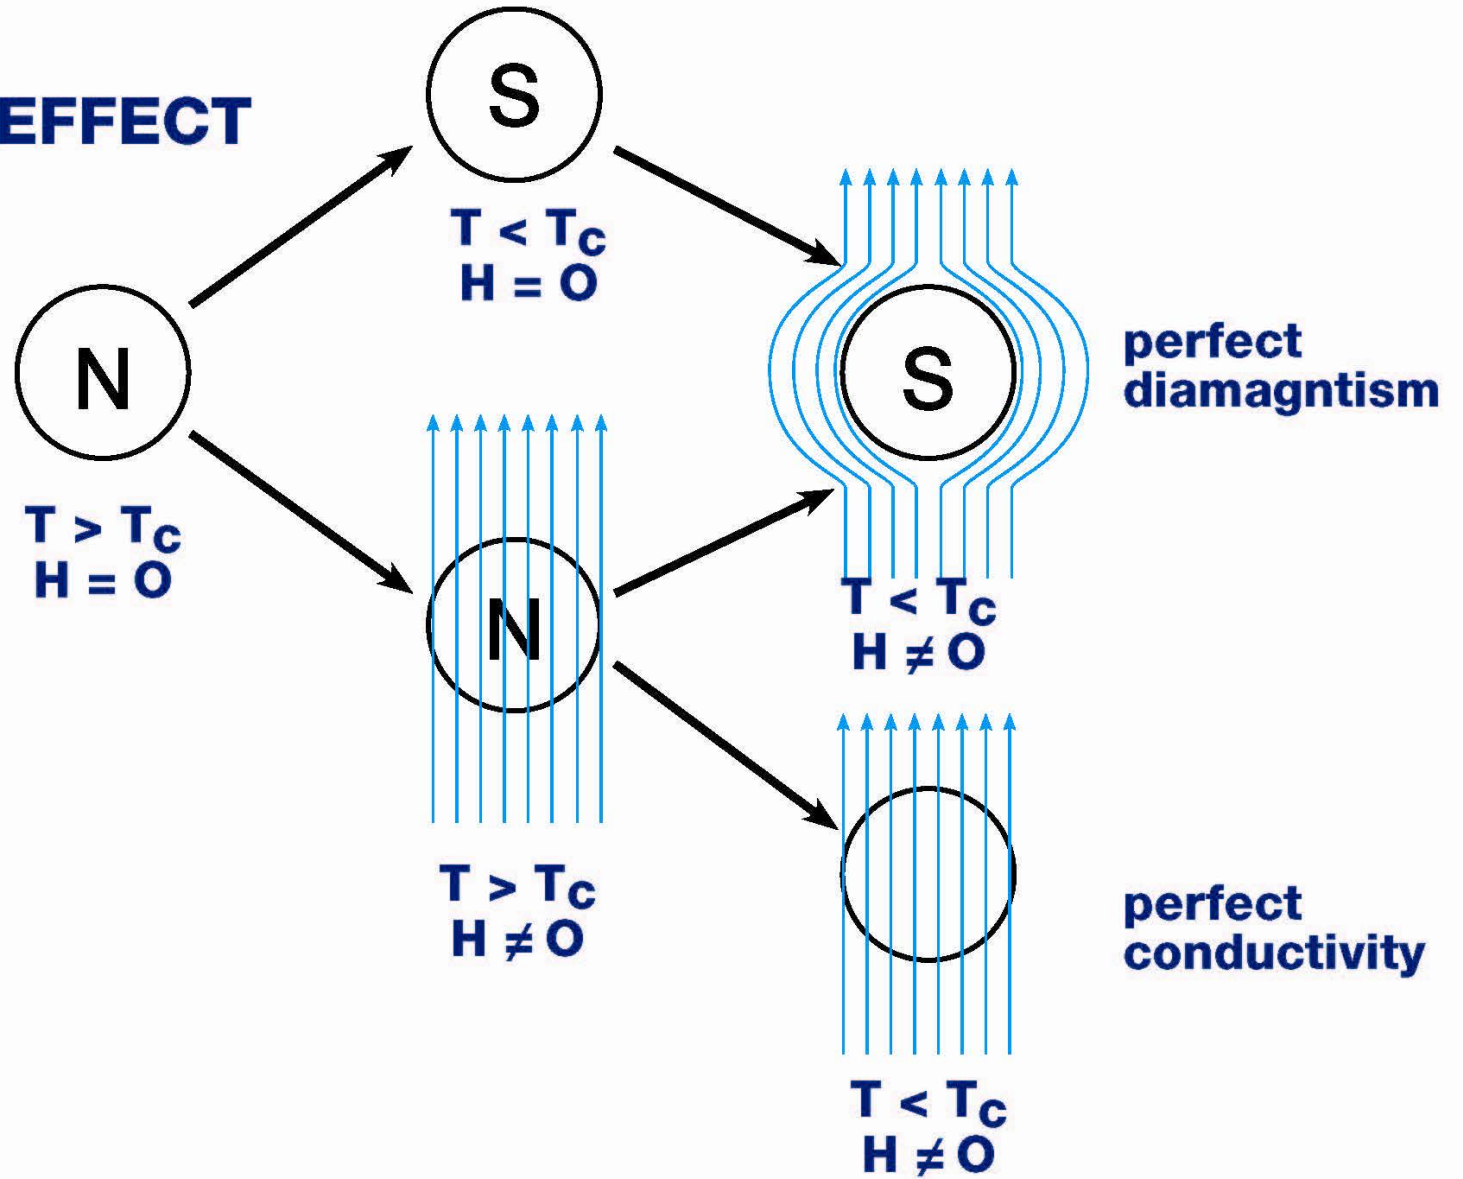 EFFECT
S
T < Tc
H = O
N
T > Tc
H = O
S
perfect
diamagntism
T < Tc
H ≠ O
N
T > Tc
H ≠ O
perfect
conductivity
T < Tc
H ≠ O